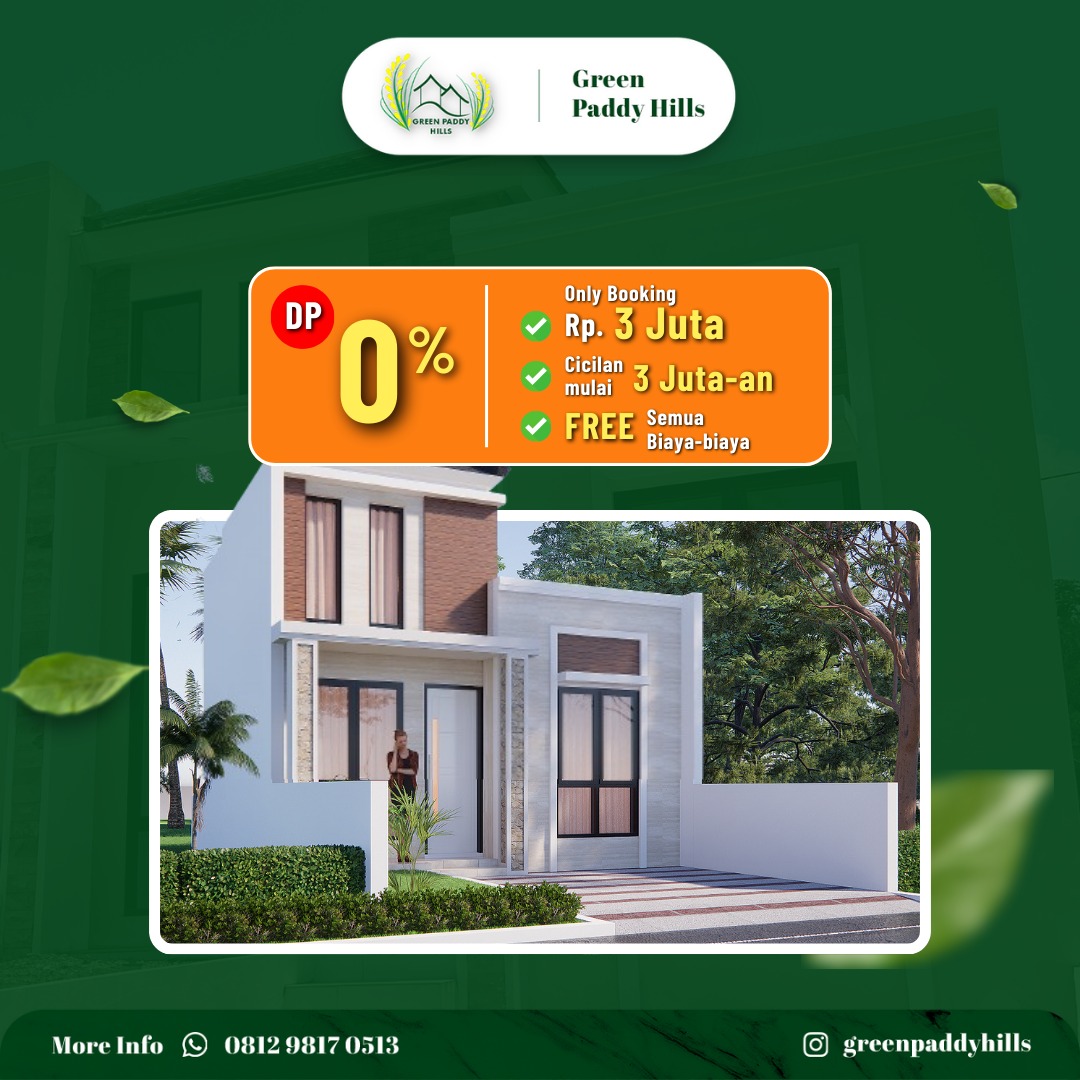 GREEN PADDY
HILLS
Green
Paddy Hills
DP
0%
Only Booking
Rp. 3 Juta
Cicilan
mulai 3 Juta-an
FREE Semua
Biaya-biaya
More Info 0812 9817 0513
greenpaddyhills